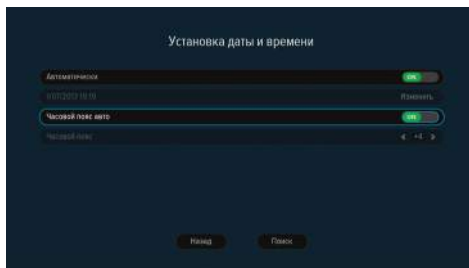 Установка даты и времени
Автоматически
ON
Изменить
Часовой пояс авто
ON
Часовой пояс
+4
Назад
Поиск